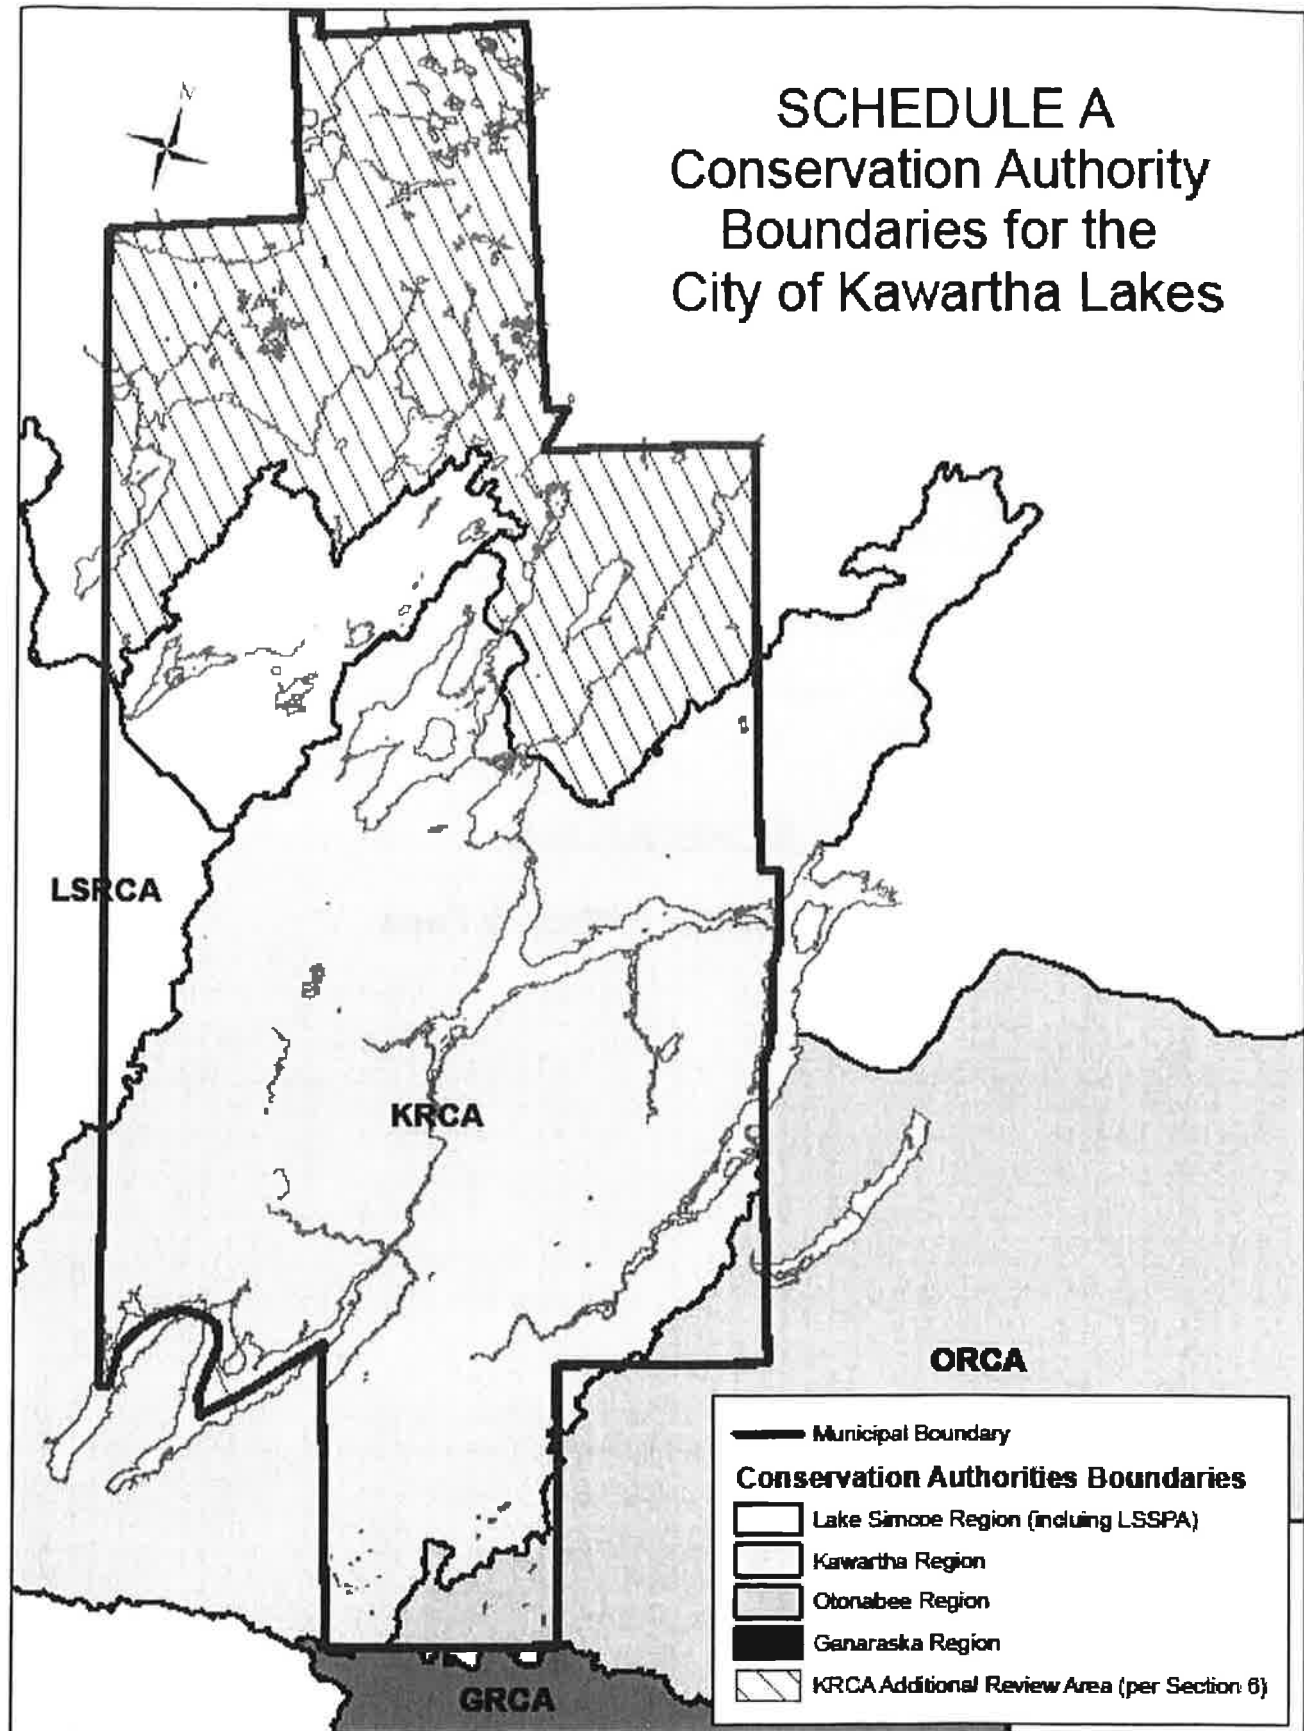 SCHEDULE A
Conservation Authority
Boundaries for the
City of Kawartha Lakes
N
LSRCA
KRCA
ORCA
GRCA
Municipal Boundary
Conservation Authorities Boundaries
Lake Simcoe Region (incluing LSSPA)
Kawartha Region
Otonabee Region
Ganaraska Region
KRCA Additional Review Area (per Section 6)